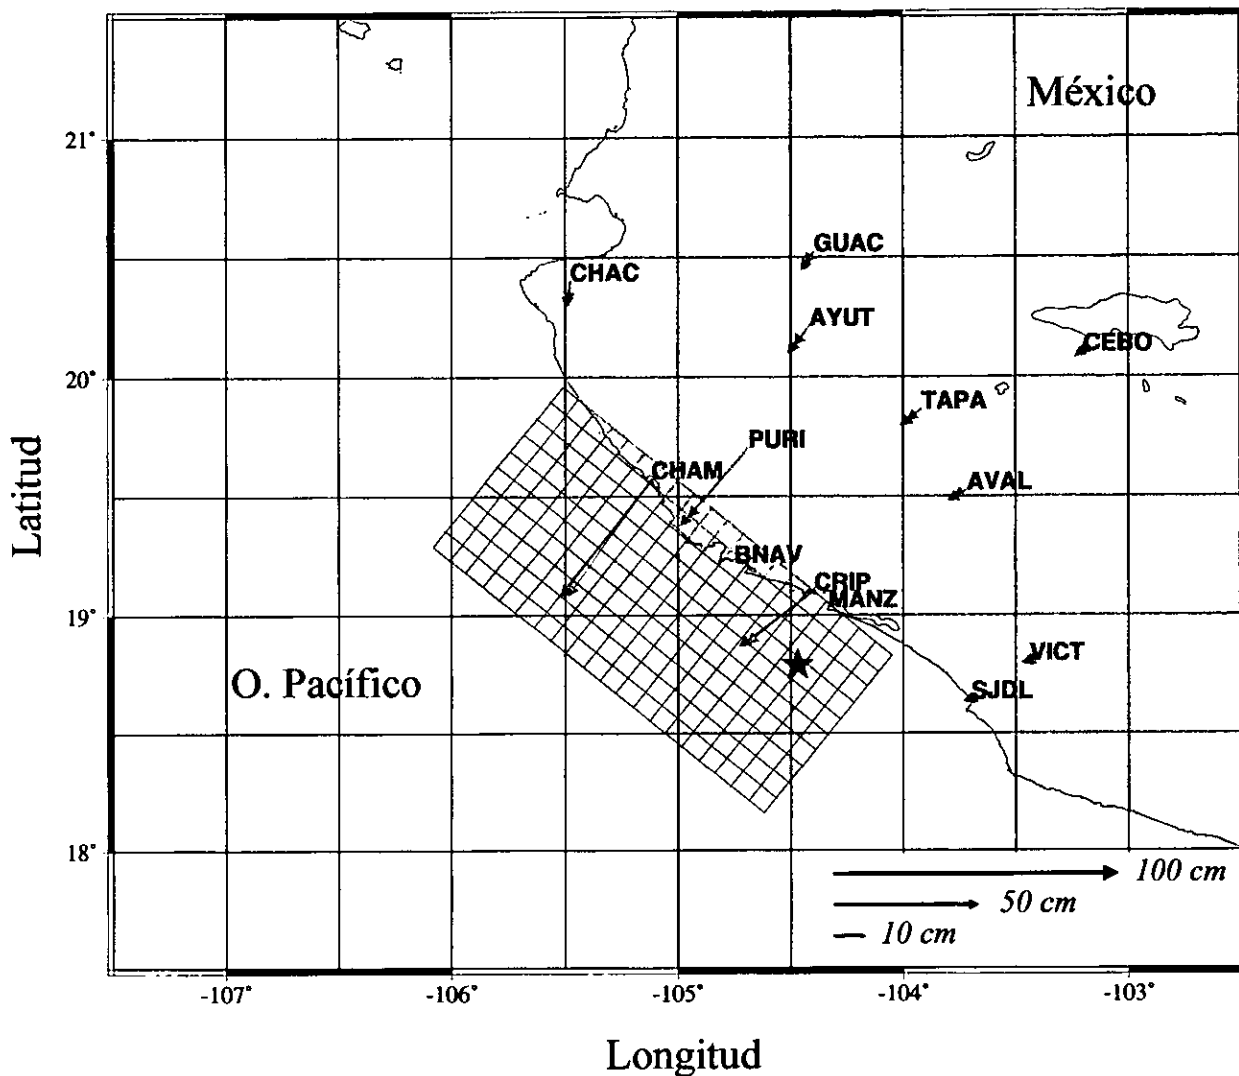 México
21°
GUAC
CHAC
AYUT
CEBO
20°
TAPA
PURI
CHAM
AVAL
Latitud
BNAV
CRIP
MANZ
19°
VICT
O. Pacífico
SJDL
18°
100 cm
50 cm
10 cm
-107° -106° -105° -104° -103°
Longitud